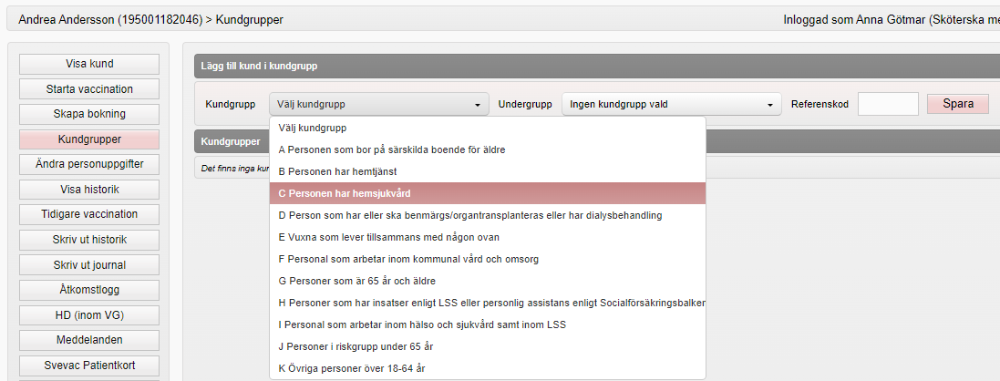 Andrea Andersson (195001182046) > Kundgrupper
Inloggad som Anna Götmar (Sköterska me
Visa kund
Starta vaccination
Skapa bokning
Kundgrupper
Ändra personuppgifter
Visa historik
Tidigare vaccination
Skriv ut historik
Skriv ut journal
Åtkomstlogg
HD (inom VG)
Meddelanden
Svevac Patientkort
Lägg till kund i kundgrupp
Kundgrupp Välj kundgrupp Undergrupp Ingen kundgrupp vald Referenskod Spara
Välj kundgrupp
A Personen som bor på särskilda boende för äldre
B Personen har hemtjänst
C Personen har hemsjukvård
D Person som har eller ska benmärgs/organtransplanteras eller har dialysbehandling
E Vuxna som lever tillsammans med någon ovan
F Personal som arbetar inom kommunal vård och omsorg
G Personer som är 65 år och äldre
H Personer som har insatser enligt LSS eller personlig assistans enligt Socialförsäkringsbalken
I Personal som arbetar inom hälso och sjukvård samt inom LSS
J Personer i riskgrupp under 65 år
K Övriga personer över 18-64 år
Kundgrupper
Det finns inga kun